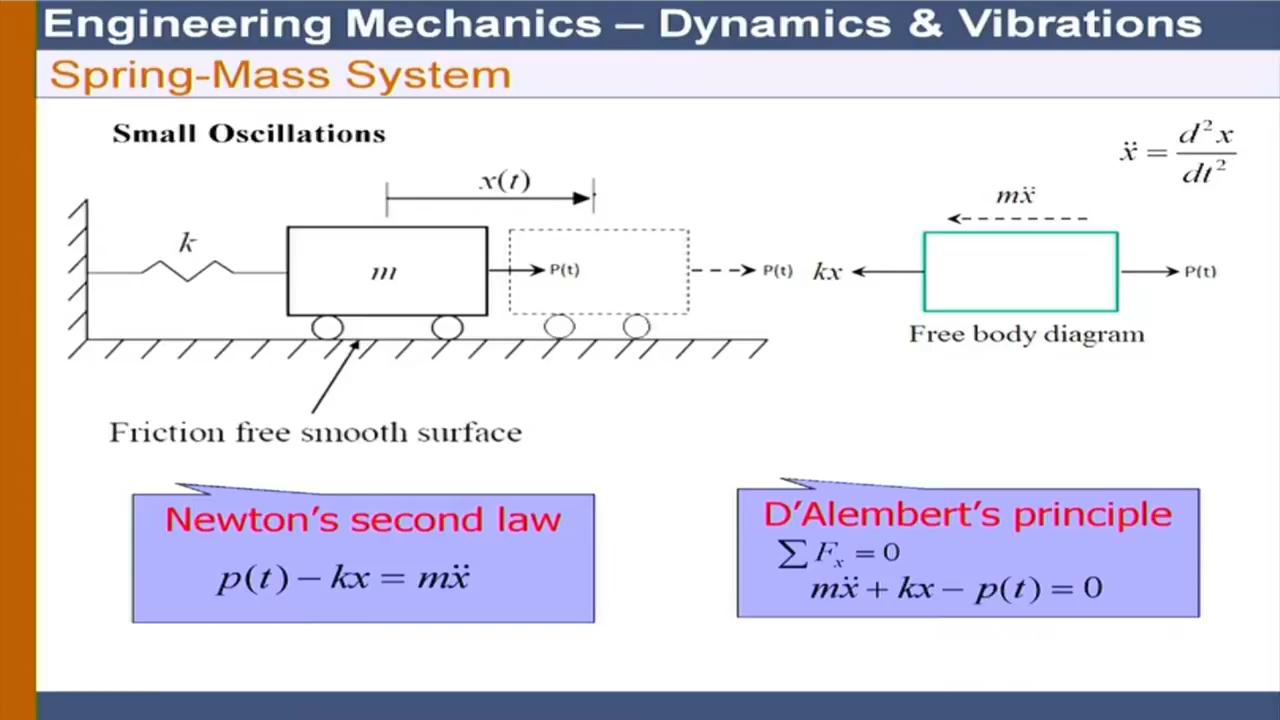 Engineering Mechanics – Dynamics & Vibrations
Spring-Mass System
Small Oscillations
ẍ = d²x/dt²
x(t)
mẍ
k
m
P(t)
P(t)
kx
P(t)
Free body diagram
Friction free smooth surface
Newton's second law
p(t) − kx = mẍ
D'Alembert's principle
∑ Fₓ = 0
mẍ + kx − p(t) = 0